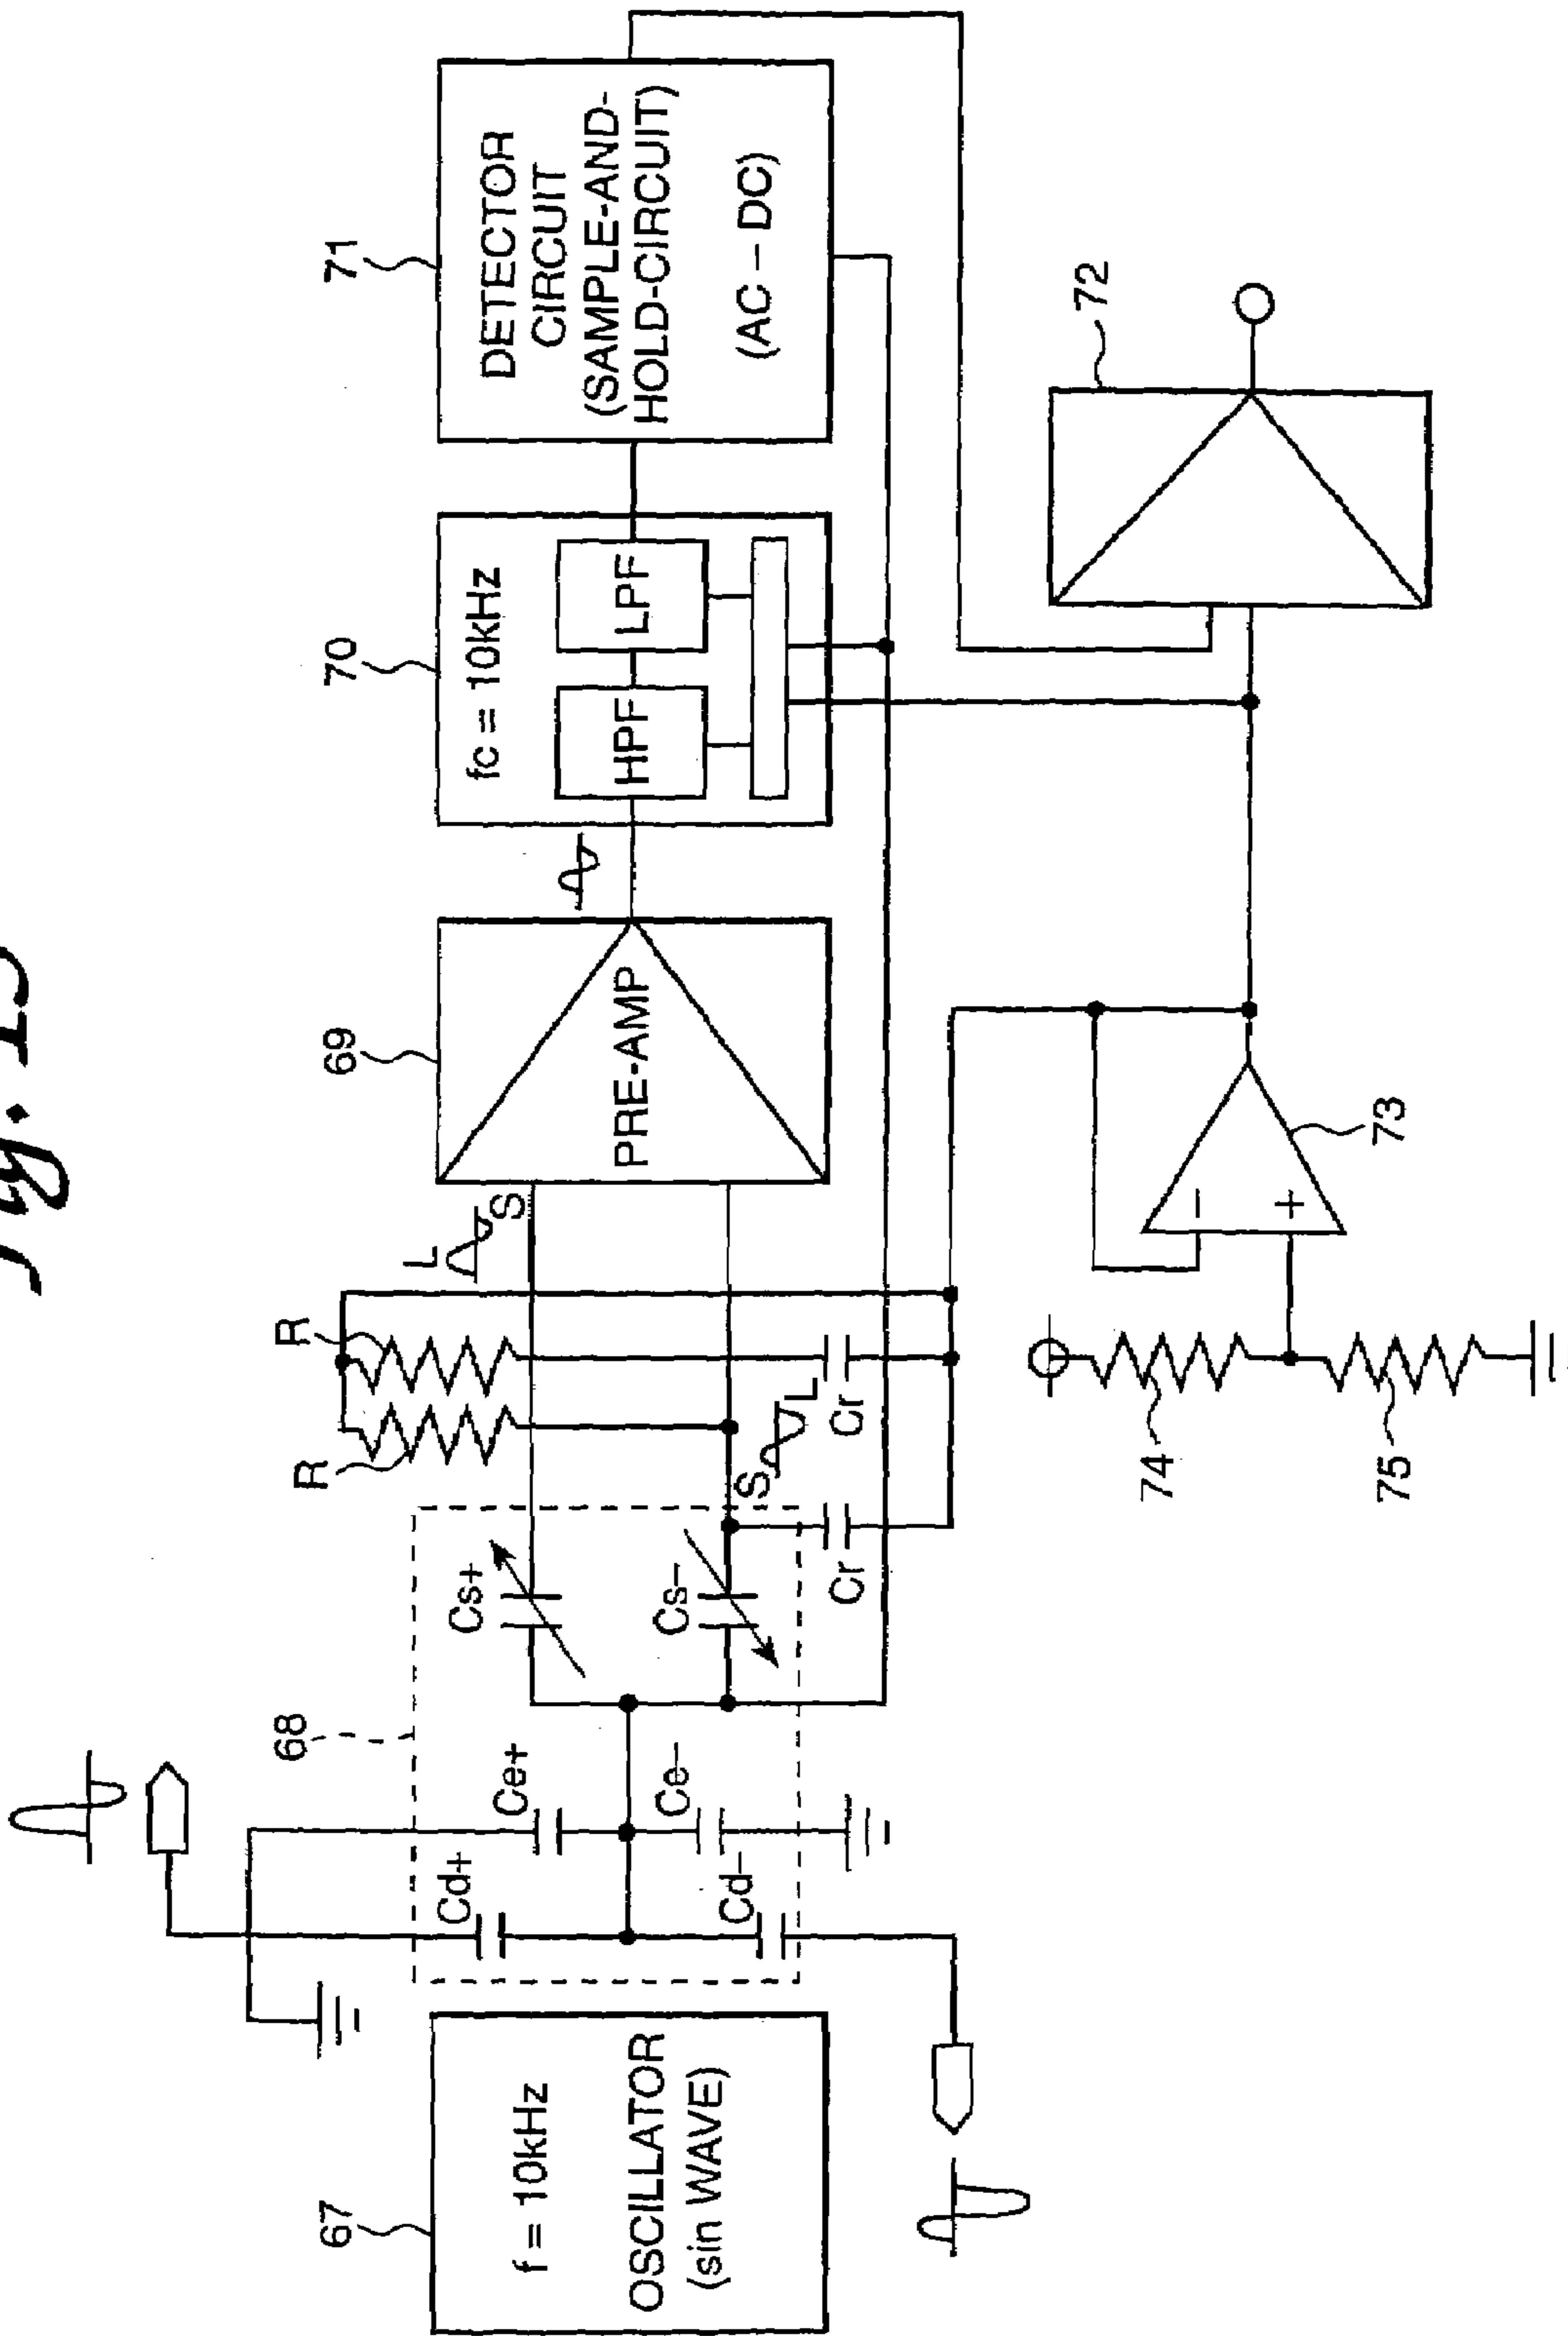 67
f = 10kHz
OSCILLATOR
(sin WAVE)
68
Cd+
Cd−
Ce+
Ce−
Cs+
Cs−
R
R
S
L
Cr
Cr
L
S
69
PRE-AMP
70
fc = 10kHz
HPF
LPF
71
DETECTOR
CIRCUIT
(SAMPLE-AND-
HOLD-CIRCUIT)
(AC – DC)
72
73
−
+
74
75